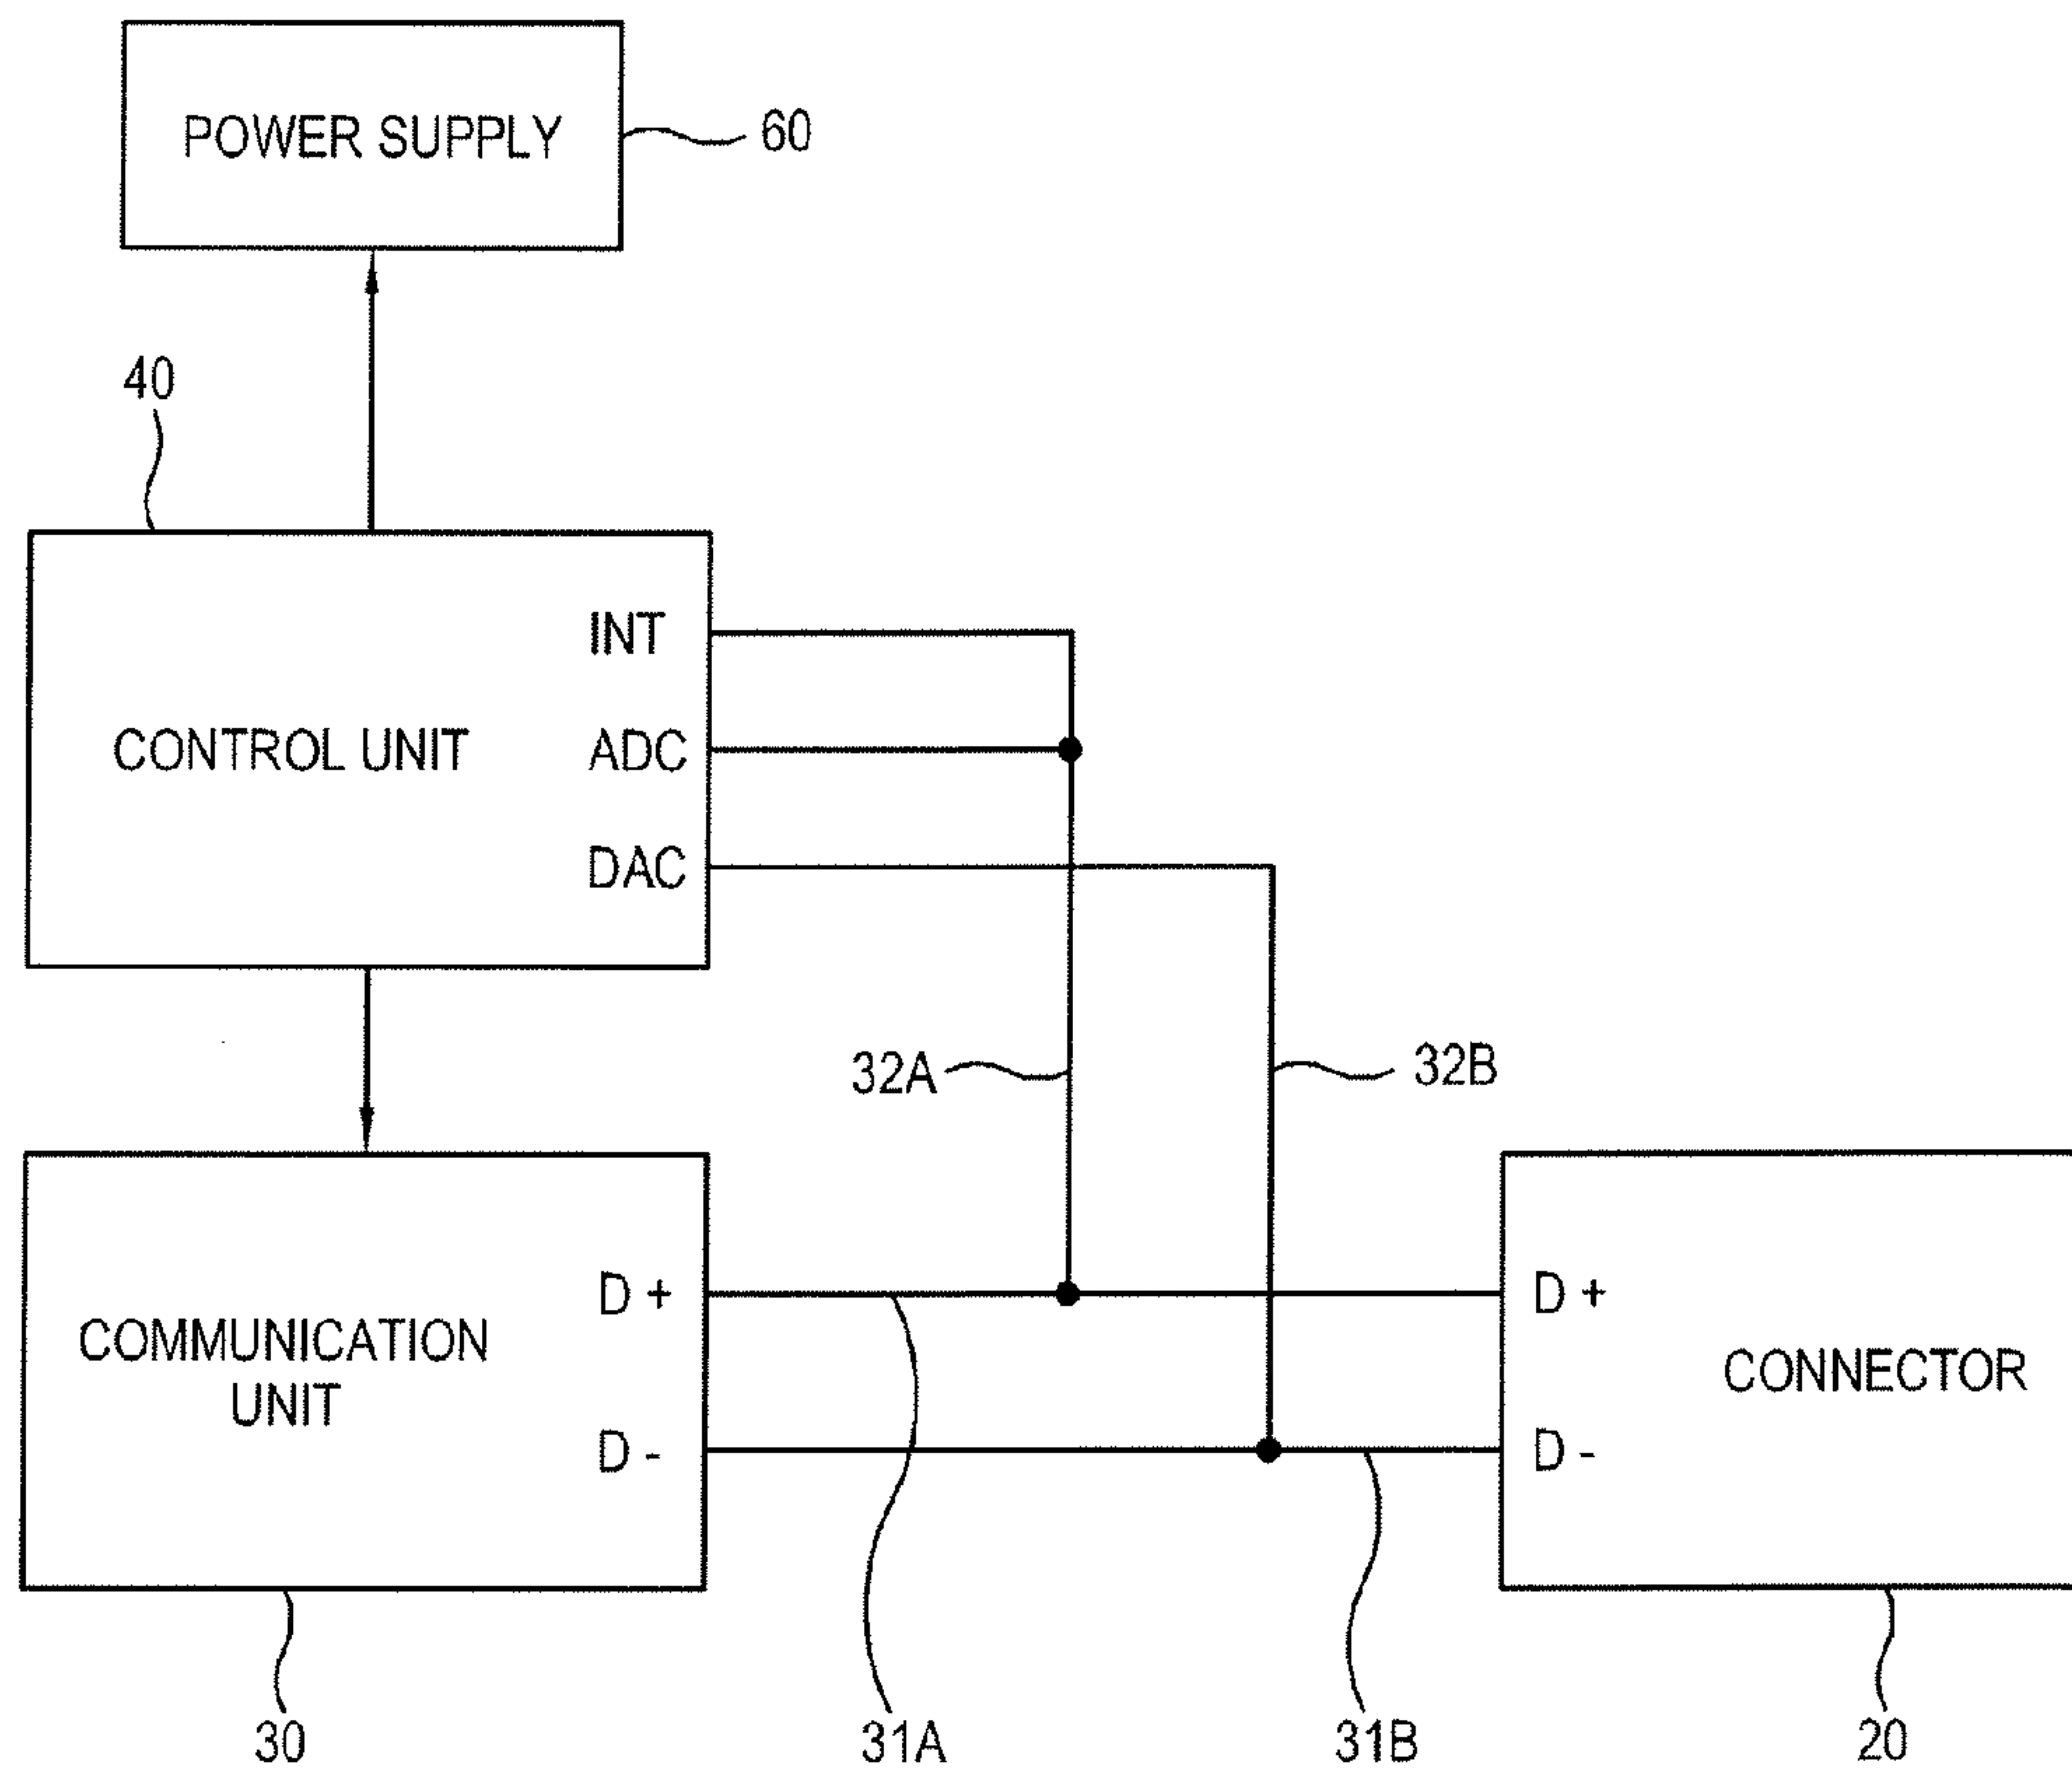 POWER SUPPLY
60
40
INT
CONTROL UNIT
ADC
DAC
32A
32B
D +
D +
COMMUNICATION
UNIT
CONNECTOR
D -
D -
30
31A
31B
20